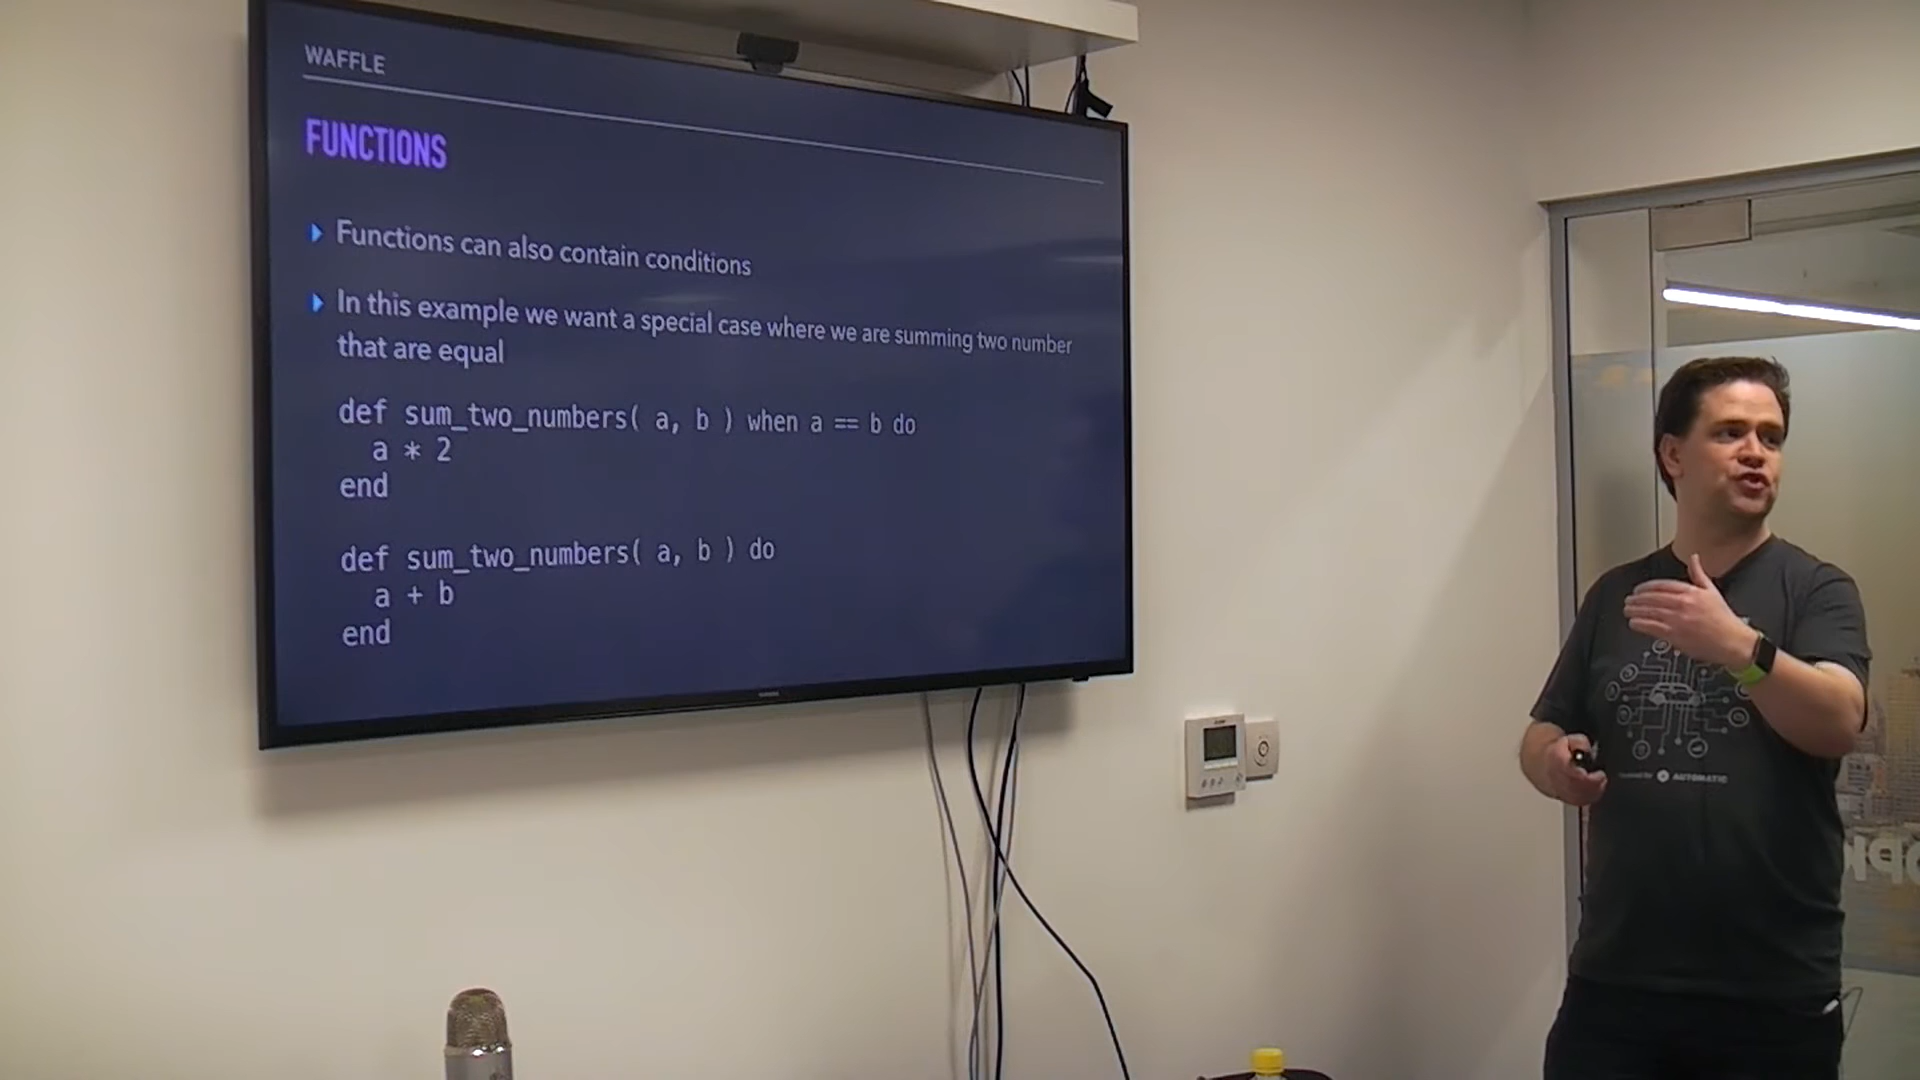 WAFFLE
FUNCTIONS
Functions can also contain conditions
In this example we want a special case where we are summing two number
that are equal
def sum_two_numbers( a, b ) when a == b do
a * 2
end
def sum_two_numbers( a, b ) do
a + b
end
AUTOMATIC